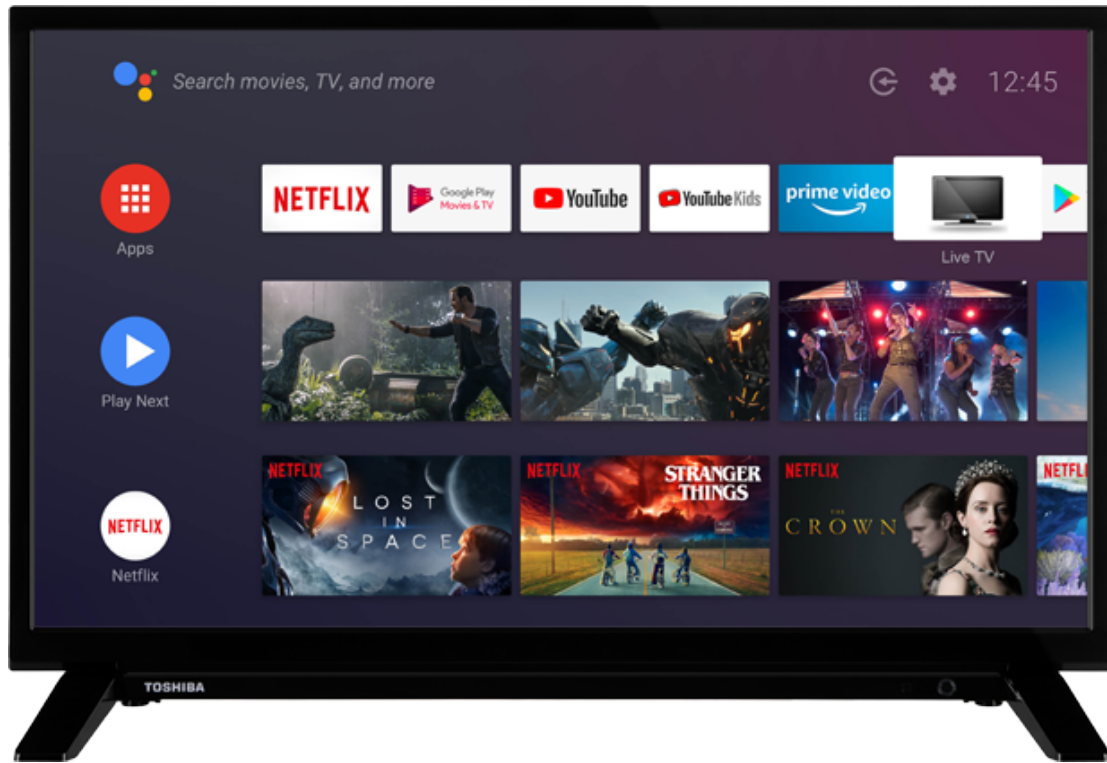 Search movies, TV, and more
12:45
NETFLIX
Google Play
Movies & TV
YouTube
YouTube Kids
prime video
Apps
Live TV
Play Next
NETFLIX
LOST
IN
SPACE
NETFLIX
STRANGER
THINGS
NETFLIX
THE
CROWN
NETFLI
NETFLIX
Netflix
TOSHIBA